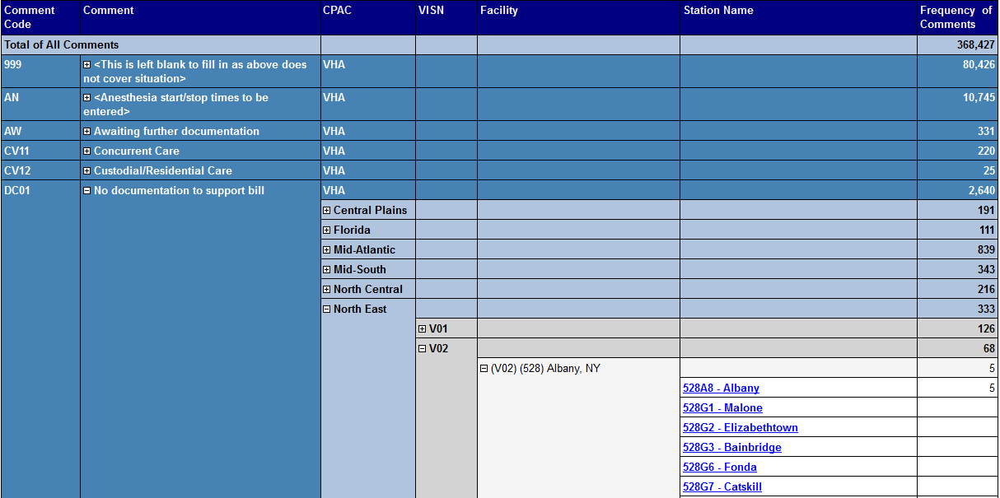 Comment Code Comment CPAC VISN Facility Station Name Frequency of Comments
Total of All Comments 368,427
999 <This is left blank to fill in as above does not cover situation> VHA 80,426
AN <Anesthesia start/stop times to be entered> VHA 10,745
AW Awaiting further documentation VHA 331
CV11 Concurrent Care VHA 220
CV12 Custodial/Residential Care VHA 25
DC01 No documentation to support bill VHA 2,640
Central Plains 191
Florida 111
Mid-Atlantic 839
Mid-South 343
North Central 216
North East 333
V01 126
V02 68
(V02) (528) Albany, NY 5
528A8 - Albany 5
528G1 - Malone
528G2 - Elizabethtown
528G3 - Bainbridge
528G6 - Fonda
528G7 - Catskill